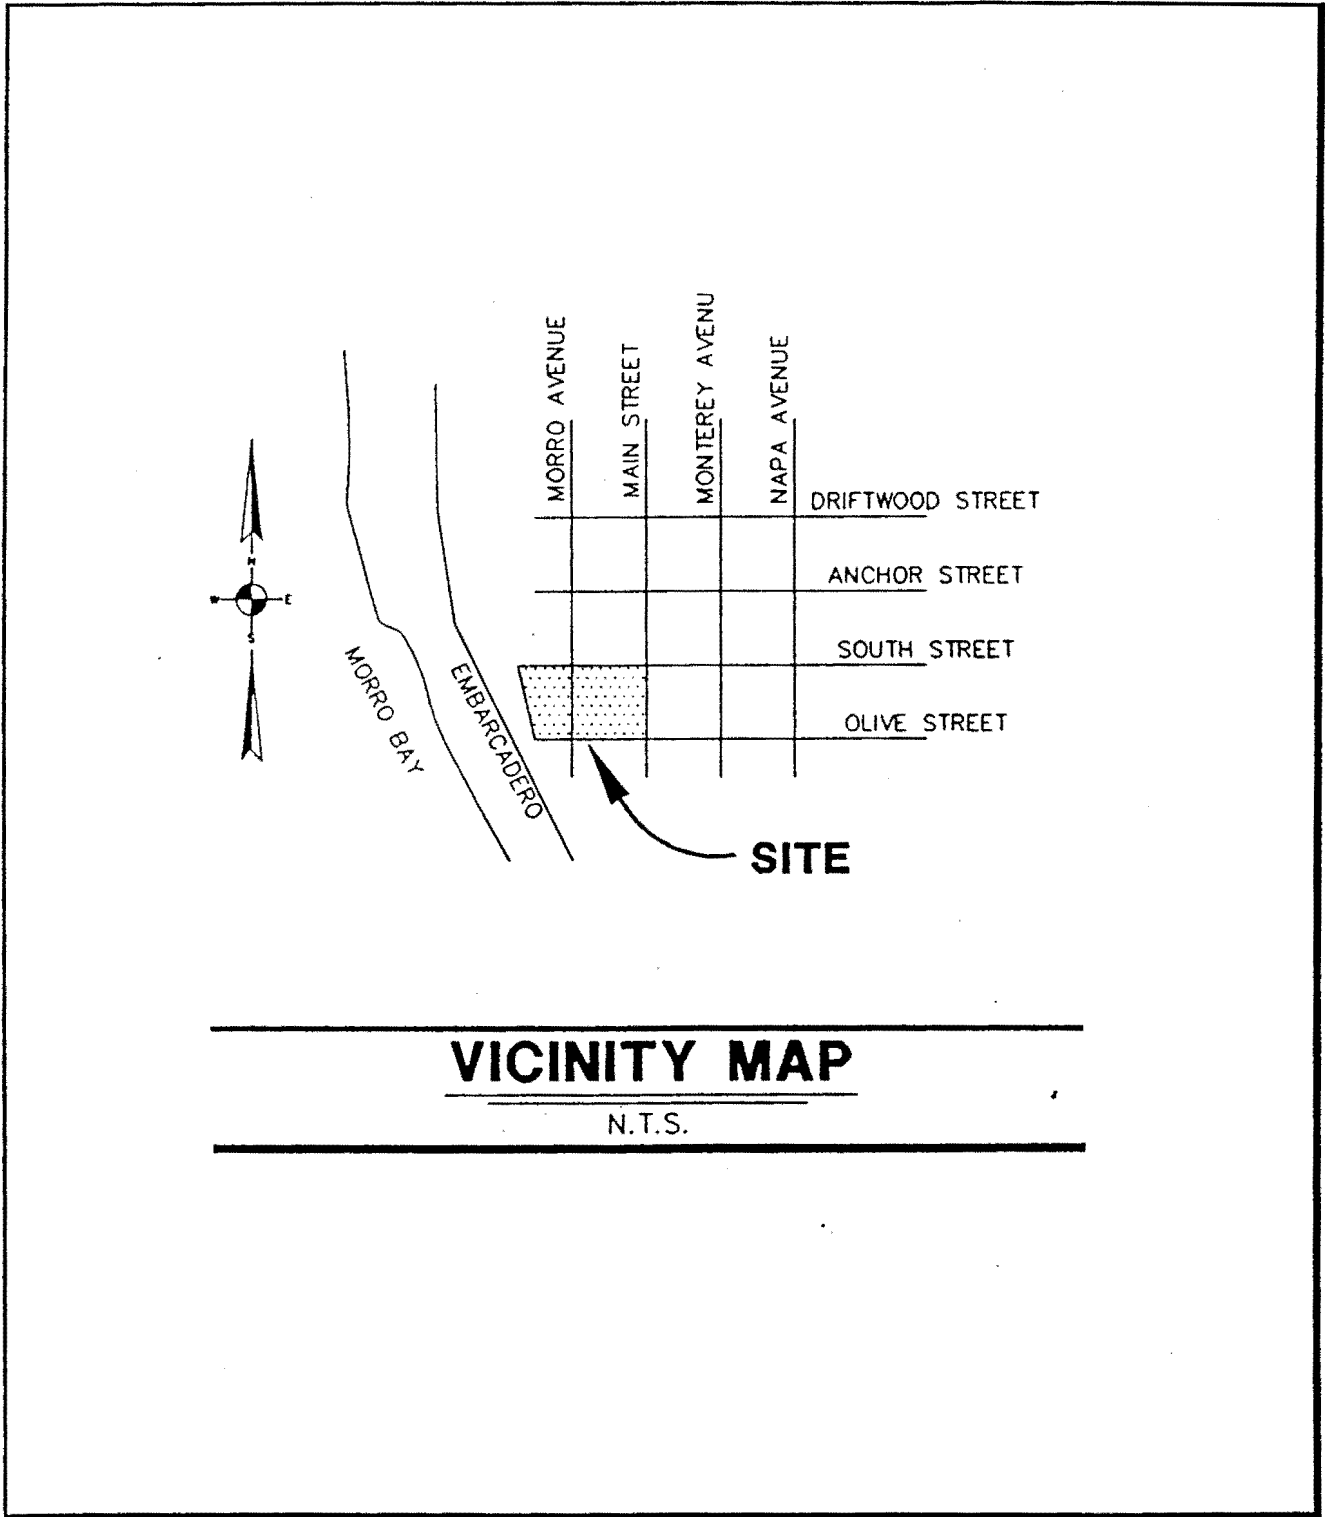 MORRO AVENUE
MAIN STREET
MONTEREY AVENU
NAPA AVENUE
DRIFTWOOD STREET
ANCHOR STREET
SOUTH STREET
OLIVE STREET
N
W
E
S
MORRO BAY
EMBARCADERO
SITE
VICINITY MAP
N.T.S.